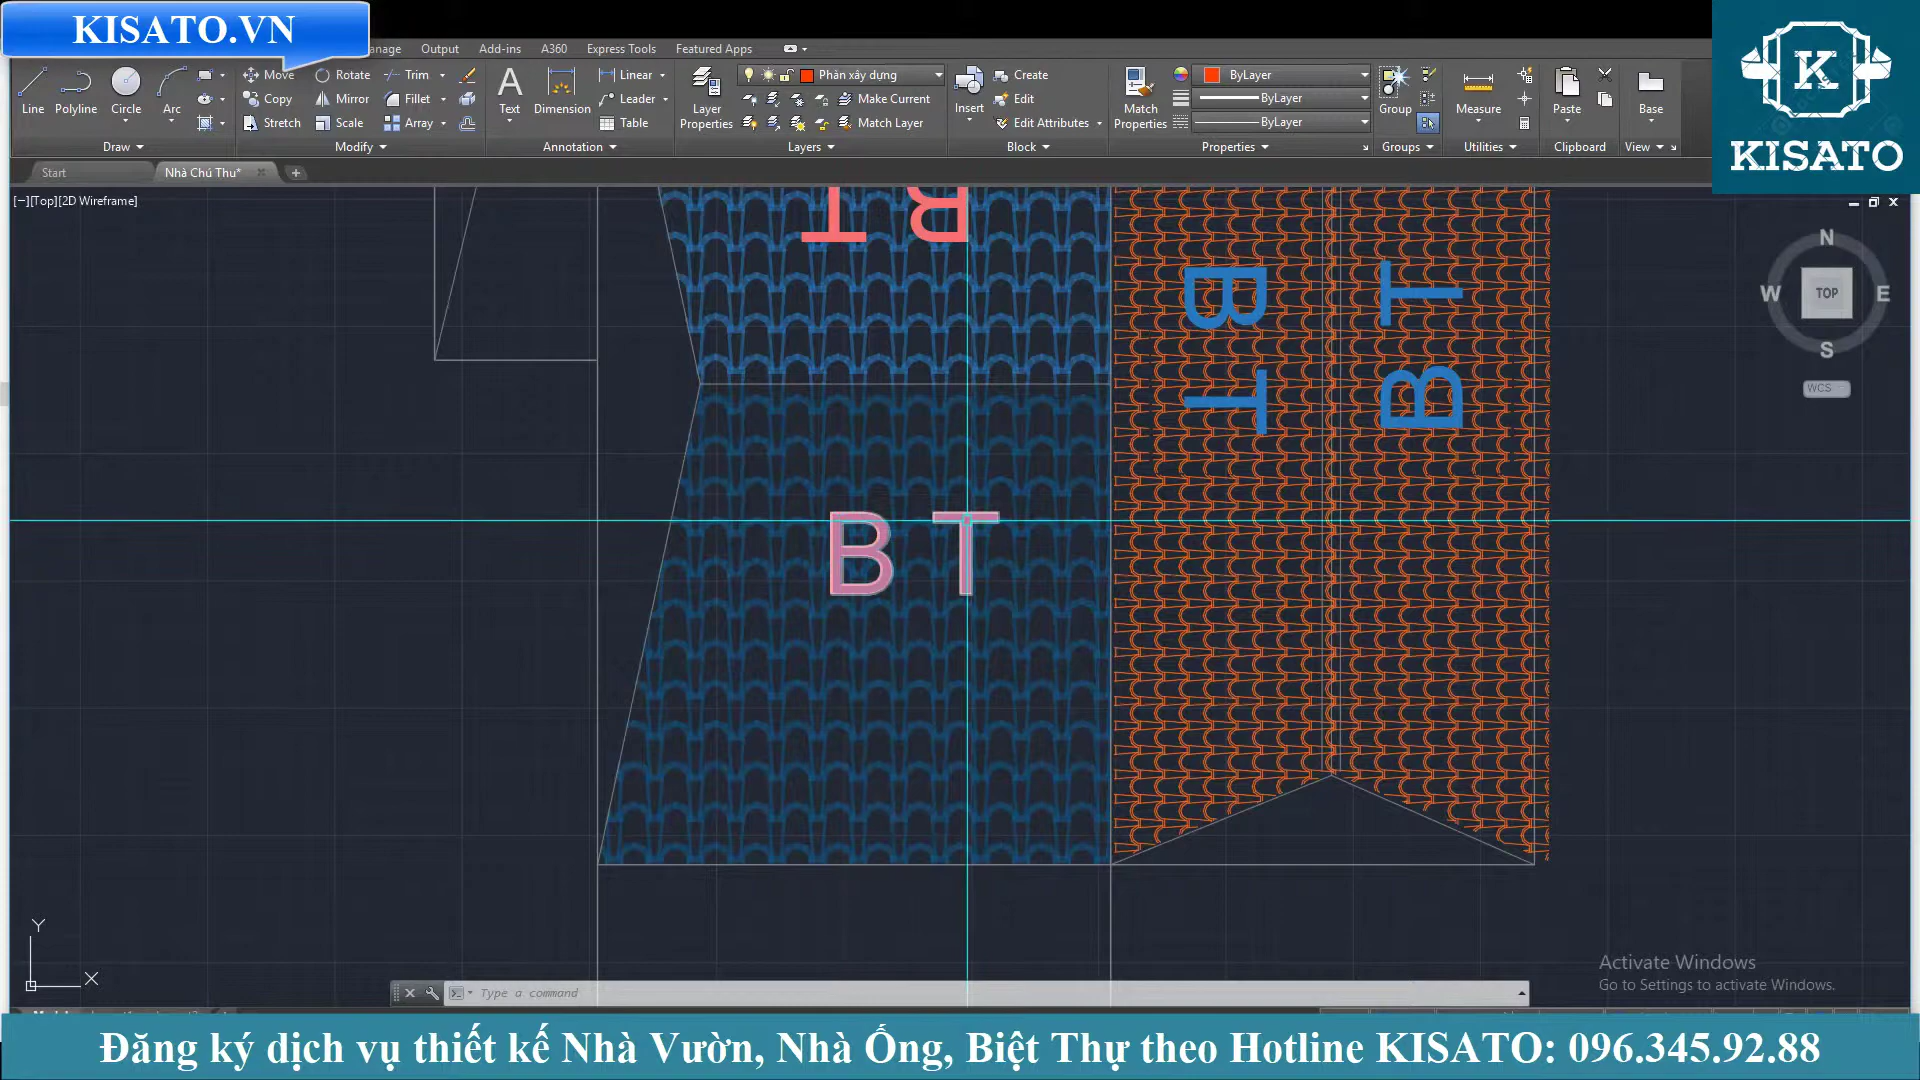 KISATO.VN
anage Output Add-ins A360 Express Tools Featured Apps
K
KISATO
Line Polyline Circle Arc
Move Rotate Trim
Copy Mirror Fillet
Stretch Scale Array
Text Dimension
Linear
Leader
Table
Layer Properties
Phần xây dựng
Make Current
Match Layer
Insert
Create
Edit
Edit Attributes
Match Properties
ByLayer
ByLayer
ByLayer
Group
Measure
Paste
Base
Draw Modify Annotation Layers Block Properties Groups Utilities Clipboard View
Start Nhà Chú Thu*
[−][Top][2D Wireframe]
T R
B T
B T
B T
N
W TOP E
S
WCS
Y
X
Activate Windows
Go to Settings to activate Windows.
Type a command
Đăng ký dịch vụ thiết kế Nhà Vườn, Nhà Ống, Biệt Thự theo Hotline KISATO: 096.345.92.88